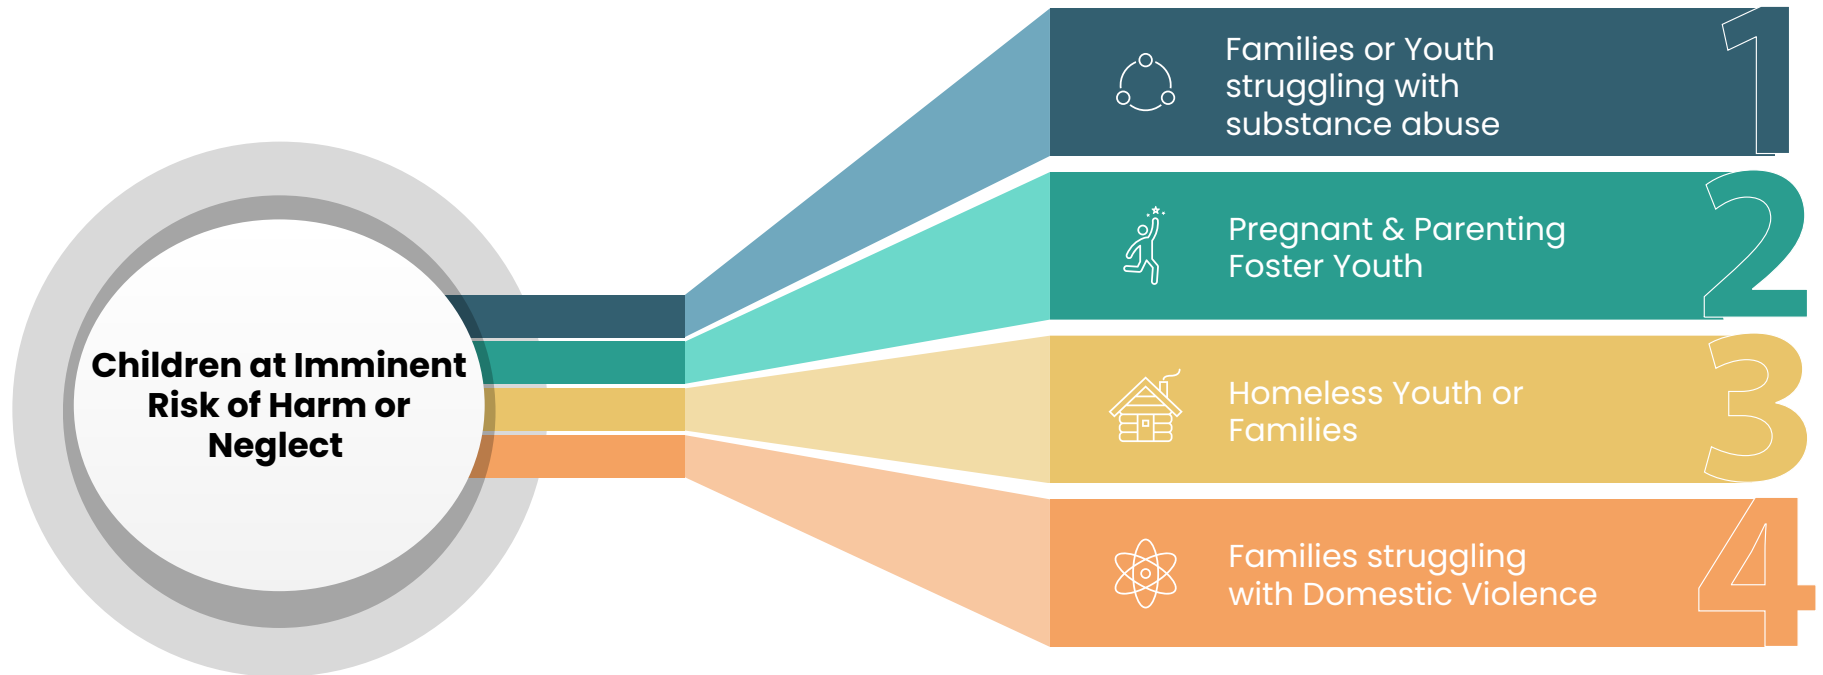 Children at Imminent
Risk of Harm or
Neglect
Families or Youth
struggling with
substance abuse
1
Pregnant & Parenting
Foster Youth
2
Homeless Youth or
Families
3
Families struggling
with Domestic Violence
4